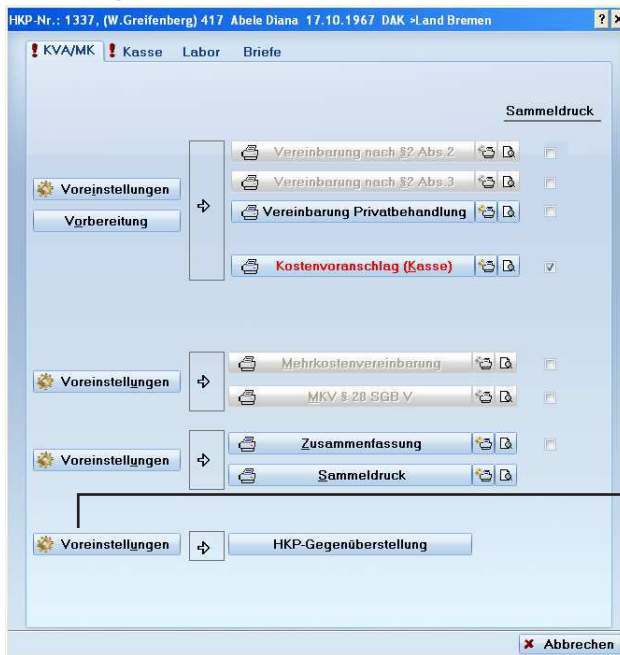 HKP-Nr.: 1337, (W.Greifenberg) 417 Abele Diana 17.10.1967 DAK >Land Bremen
KVA/MK Kasse Labor Briefe
Sammeldruck
Vereinbarung nach §2 Abs.2
Vereinbarung nach §2 Abs.3
Voreinstellungen
Vereinbarung Privatbehandlung
Vorbereitung
Kostenvoranschlag (Kasse)
Mehrkostenvereinbarung
Voreinstellungen
MKV § 28 SGB V
Zusammenfassung
Voreinstellungen
Sammeldruck
Voreinstellungen
HKP-Gegenüberstellung
Abbrechen